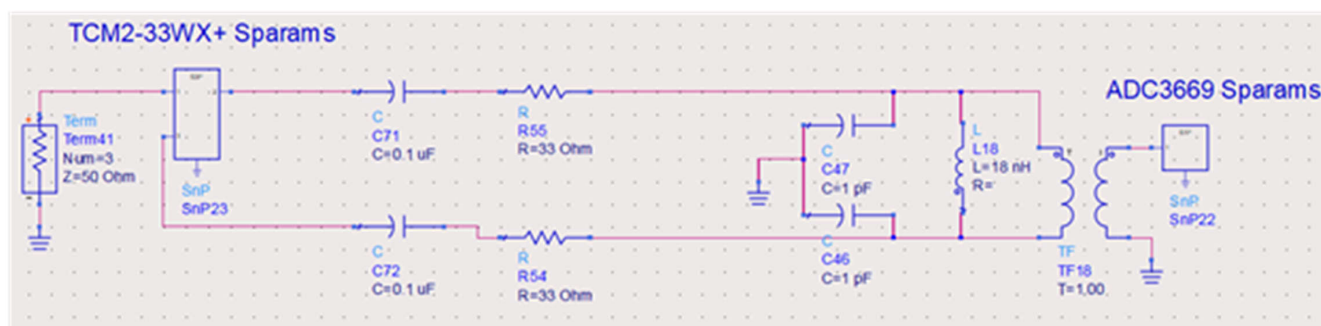 TCM2-33WX+ Sparams
ADC3669 Sparams
Term
Term41
Num=3
Z=50 Ohm
SnP
SnP23
C
C71
C=0.1 uF
R
R55
R=33 Ohm
C
C72
C=0.1 uF
R
R54
R=33 Ohm
C
C47
C=1 pF
C
C46
C=1 pF
L
L18
L=18 nH
R=
TF
TF18
T=1.00
SnP
SnP22